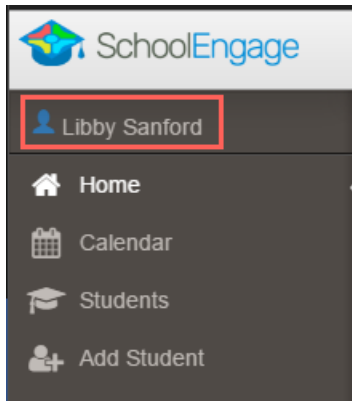 SchoolEngage
Libby Sanford
Home
Calendar
Students
Add Student